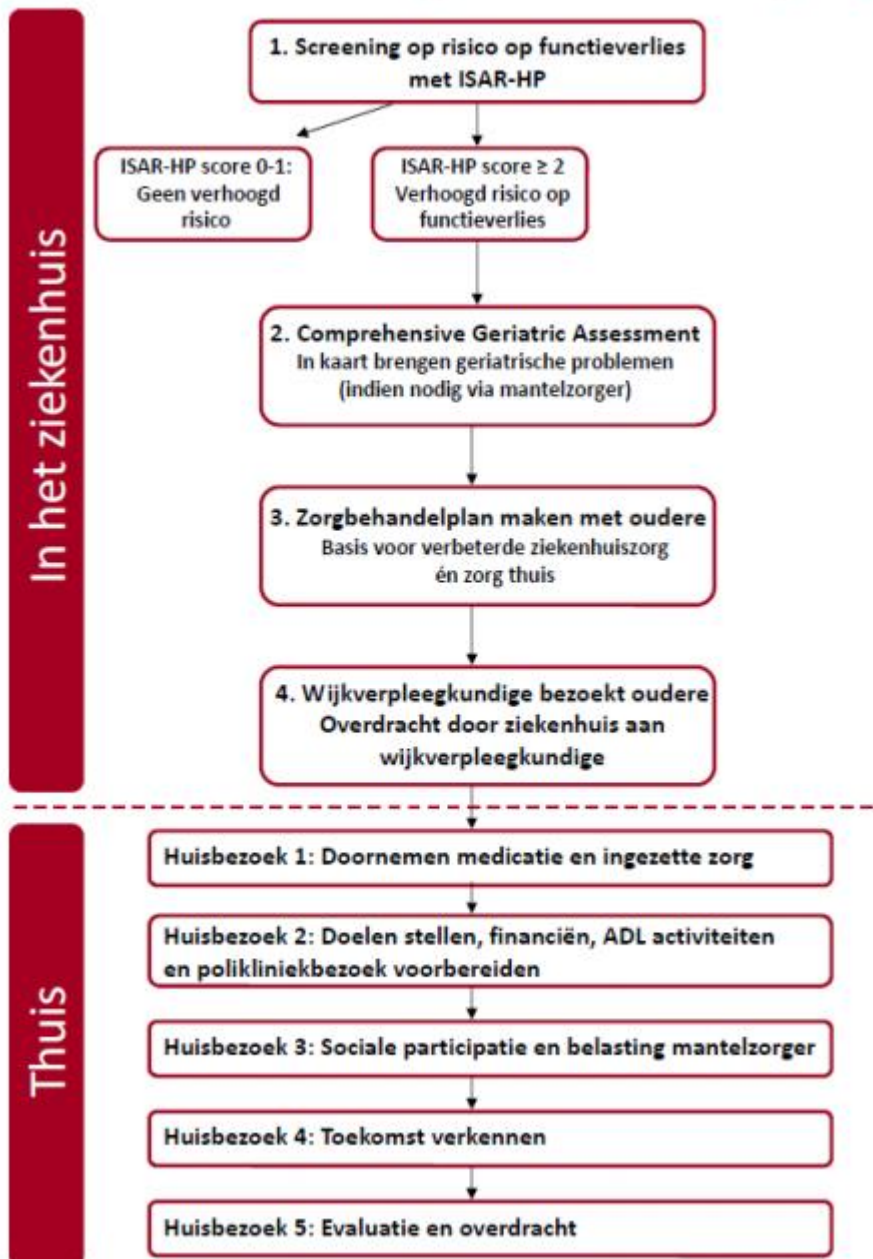 In het ziekenhuis
1. Screening op risico op functieverlies
met ISAR-HP
ISAR-HP score 0-1:
Geen verhoogd
risico
ISAR-HP score ≥ 2
Verhoogd risico op
functieverlies
2. Comprehensive Geriatric Assessment
In kaart brengen geriatrische problemen
(indien nodig via mantelzorger)
3. Zorgbehandelplan maken met oudere
Basis voor verbeterde ziekenhuiszorg
én zorg thuis
4. Wijkverpleegkundige bezoekt oudere
Overdracht door ziekenhuis aan
wijkverpleegkundige
Thuis
Huisbezoek 1: Doornemen medicatie en ingezette zorg
Huisbezoek 2: Doelen stellen, financiën, ADL activiteiten
en polikliniekbezoek voorbereiden
Huisbezoek 3: Sociale participatie en belasting mantelzorger
Huisbezoek 4: Toekomst verkennen
Huisbezoek 5: Evaluatie en overdracht